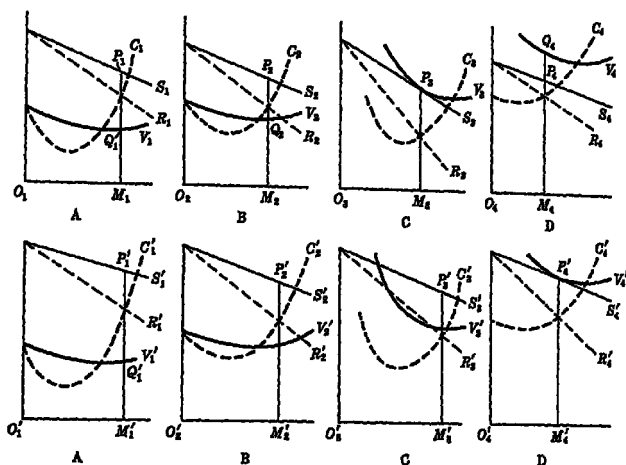 C₁
P₁
S₁
R₁
Q₁
V₁
O₁
M₁
A
C₂
P₂
S₂
R₂
V₂
Q₂
O₂
M₂
B
C₃
P₃
V₃
S₃
R₃
O₃
M₃
C
Q₄
C₄
V₄
P₄
S₄
R₄
O₄
M₄
D
C₁′
P₁′
S₁′
R₁′
V₁′
Q₁′
O₁′
M₁′
A
C₂′
P₂′
S₂′
V₂′
R₂′
O₂′
M₂′
B
C₃′
P₃′
S₃′
V₃′
R₃′
O₃′
M₃′
C
C₄′
P₄′
V₄′
S₄′
R₄′
O₄′
M₄′
D